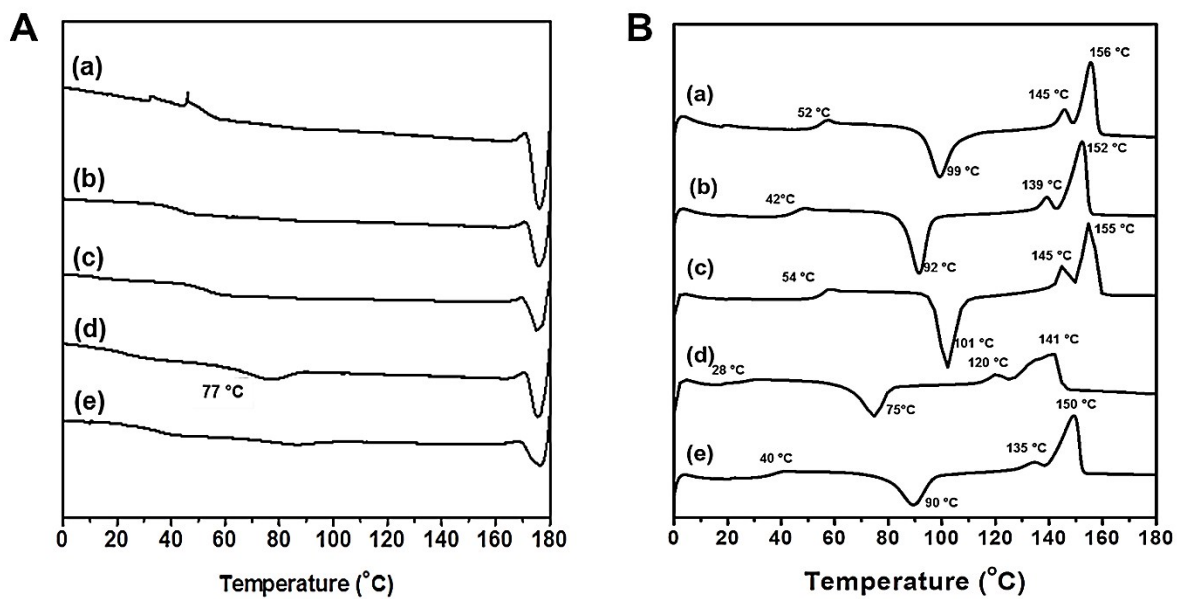 A
(a)
(b)
(c)
(d)
77 °C
(e)
0 20 40 60 80 100 120 140 160 180
Temperature (°C)
B
156 °C
(a)
145 °C
52 °C
99 °C
152 °C
(b)
139 °C
42°C
92 °C
155 °C
(c)
145 °C
54 °C
101 °C
141 °C
(d)
120 °C
28 °C
75°C
150 °C
(e)
135 °C
40 °C
90 °C
0 20 40 60 80 100 120 140 160 180
Temperature (°C)